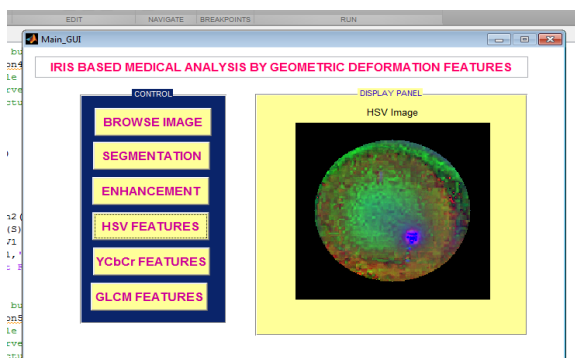 EDIT NAVIGATE BREAKPOINTS RUN
Main_GUI
IRIS BASED MEDICAL ANALYSIS BY GEOMETRIC DEFORMATION FEATURES
CONTROL
BROWSE IMAGE
SEGMENTATION
ENHANCEMENT
HSV FEATURES
YCbCr FEATURES
GLCM FEATURES
DISPLAY PANEL
HSV Image